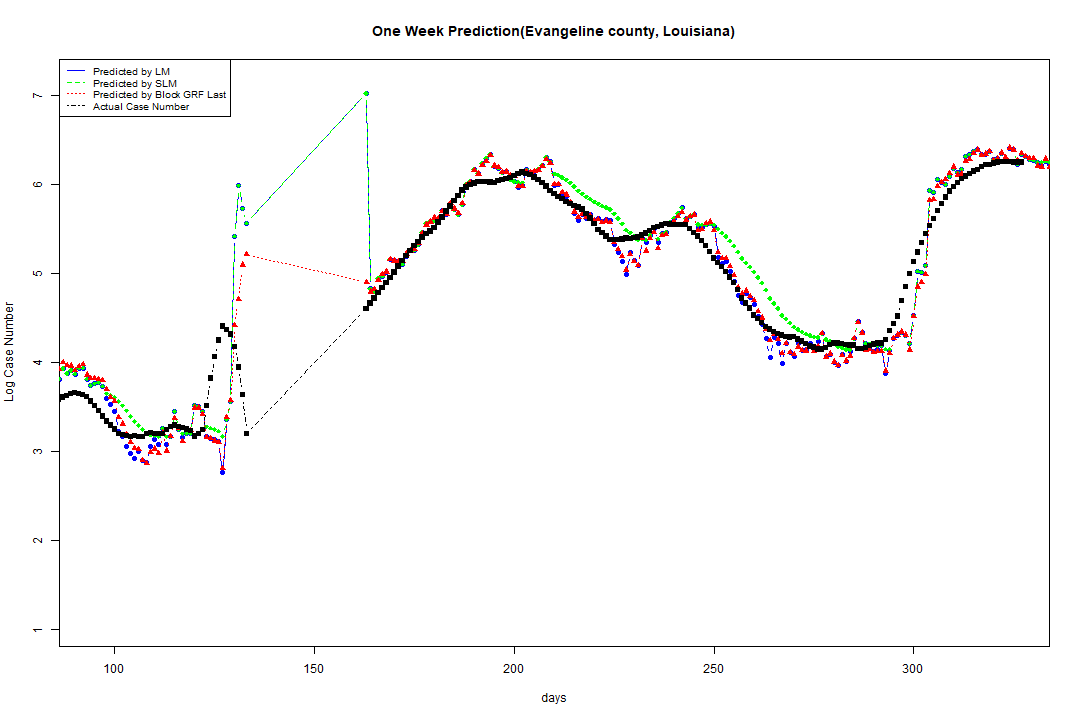 One Week Prediction(Evangeline county, Louisiana)
Predicted by LM
Predicted by SLM
Predicted by Block GRF Last
Actual Case Number
Log Case Number
7
6
5
4
3
2
1
100 150 200 250 300
days